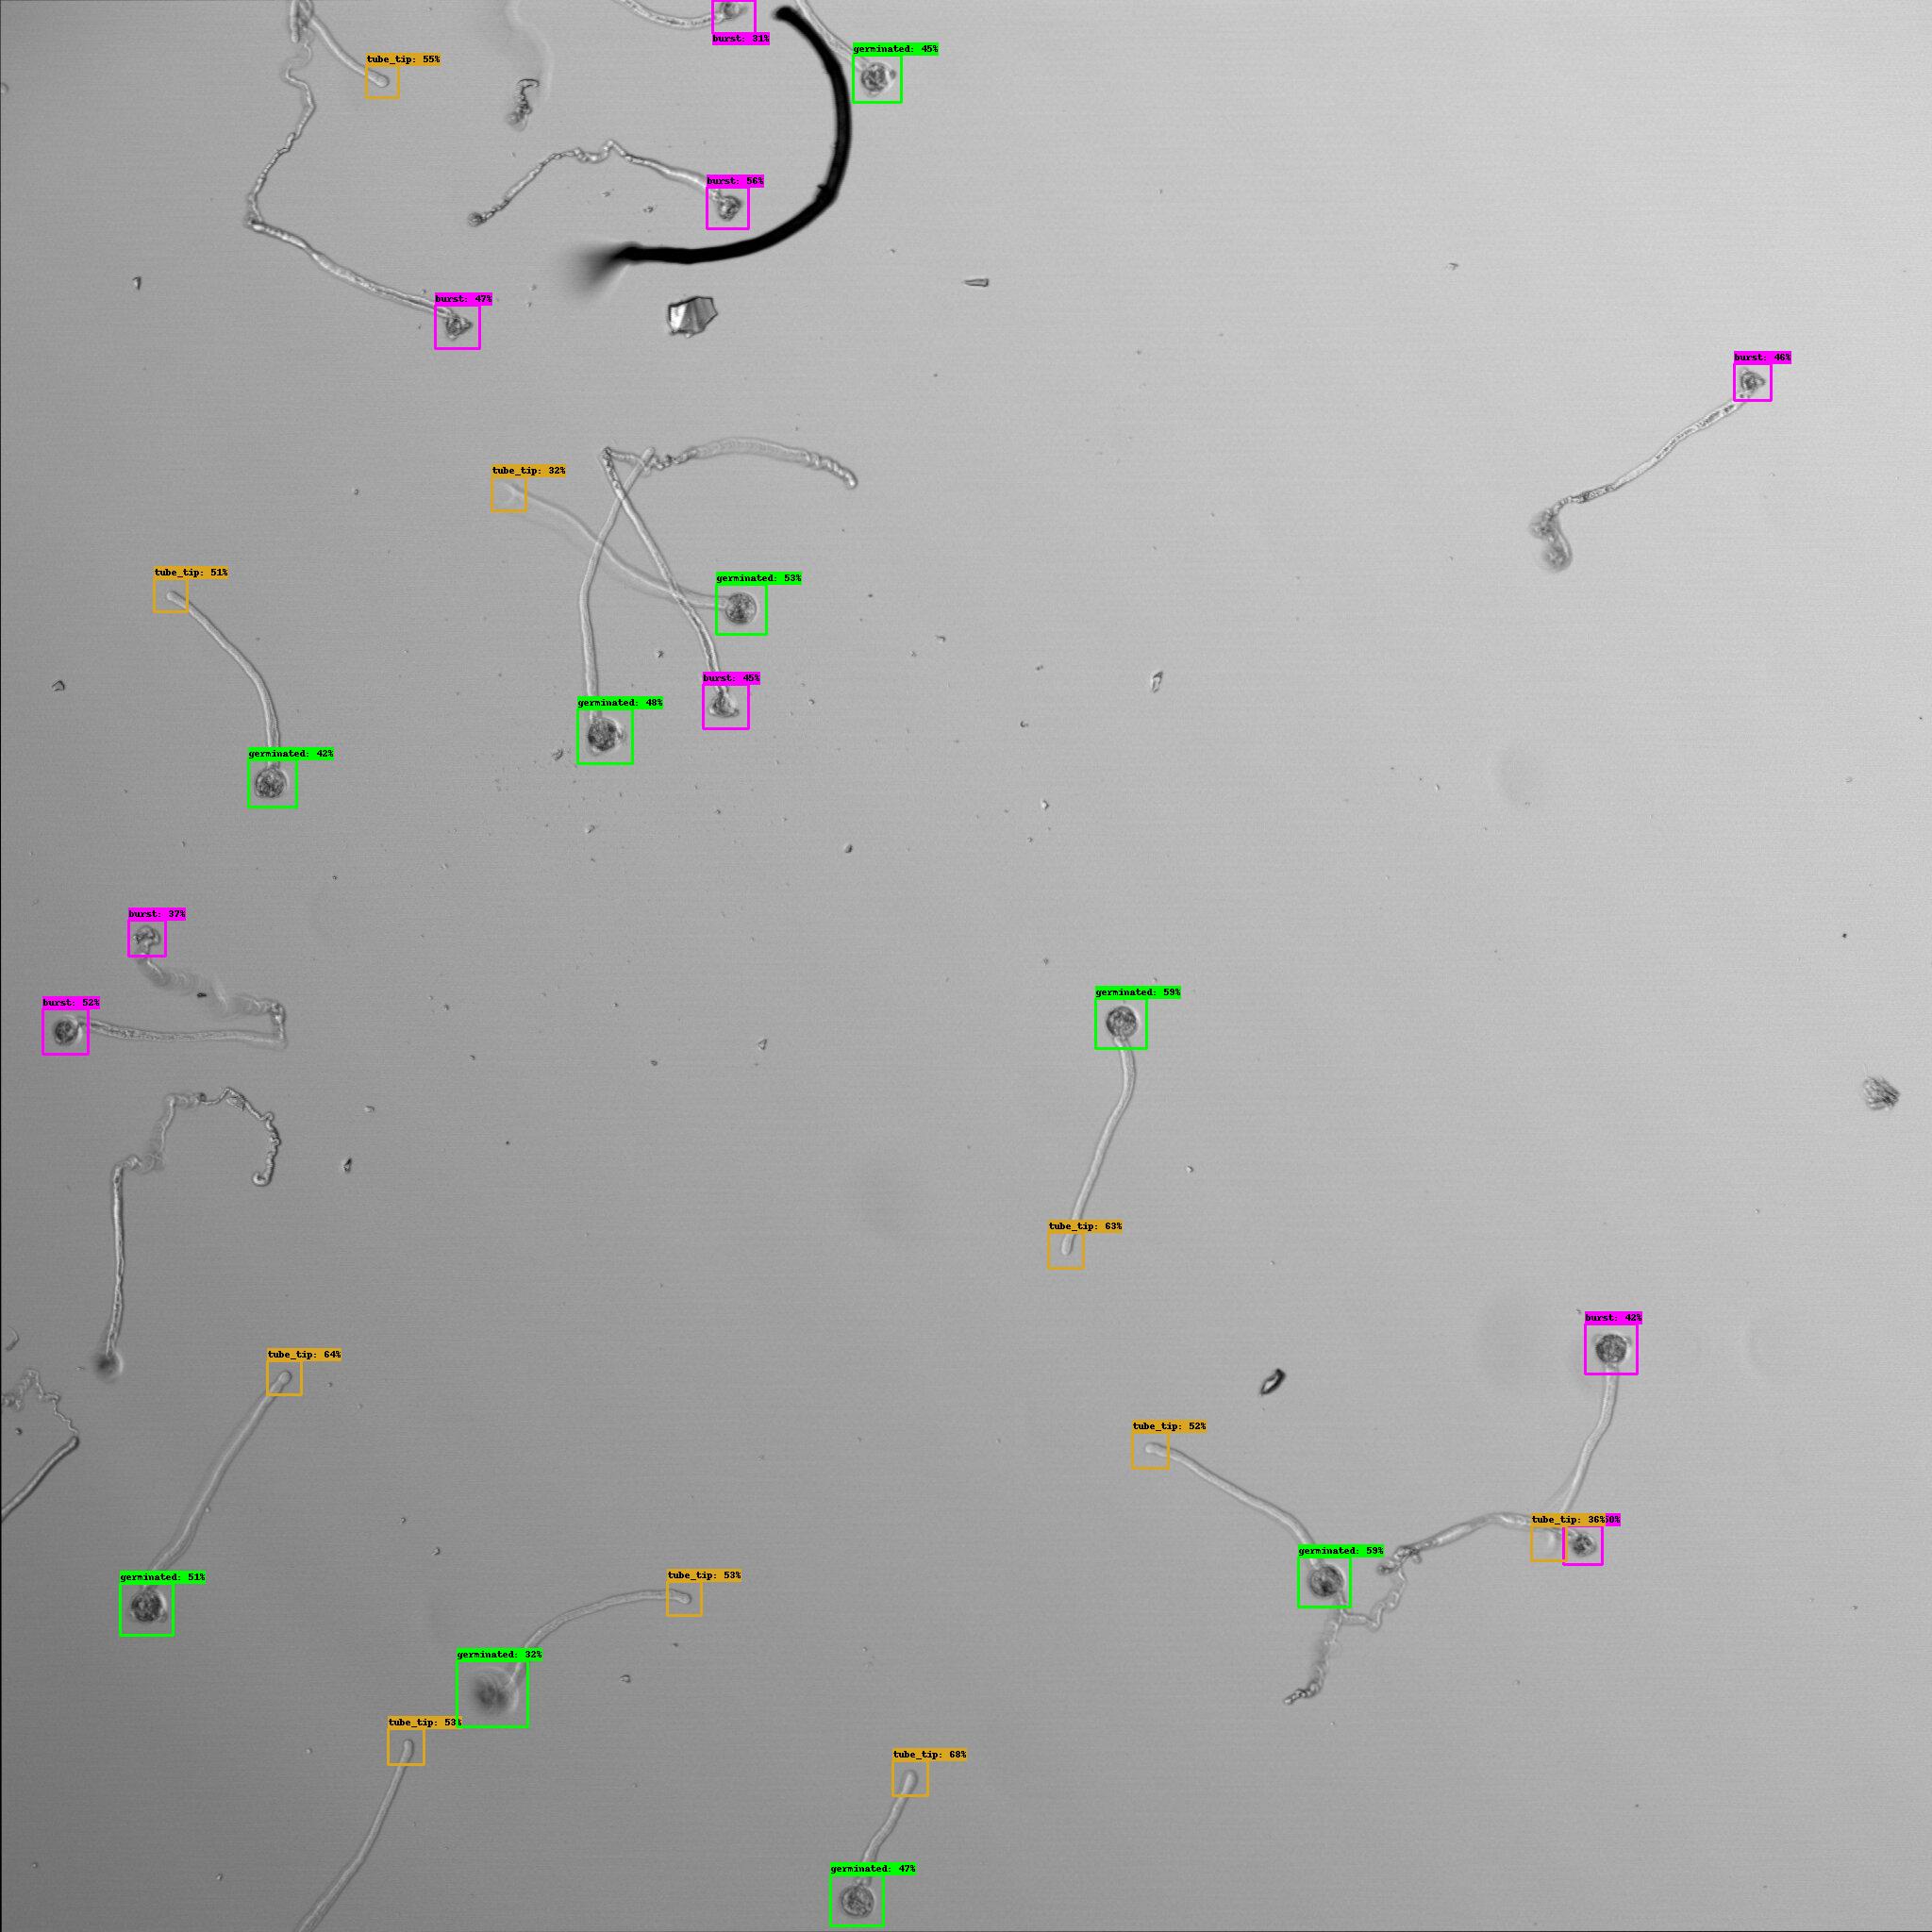 burst: 31%
germinated: 45%
tube_tip: 55%
burst: 56%
burst: 47%
burst: 46%
tube_tip: 32%
tube_tip: 51%
germinated: 53%
burst: 45%
germinated: 48%
germinated: 42%
burst: 37%
germinated: 59%
burst: 52%
tube_tip: 63%
burst: 42%
tube_tip: 64%
tube_tip: 52%
tube_tip: 36%
germinated: 59%
tube_tip: 53%
germinated: 51%
germinated: 32%
tube_tip: 53%
tube_tip: 68%
germinated: 47%